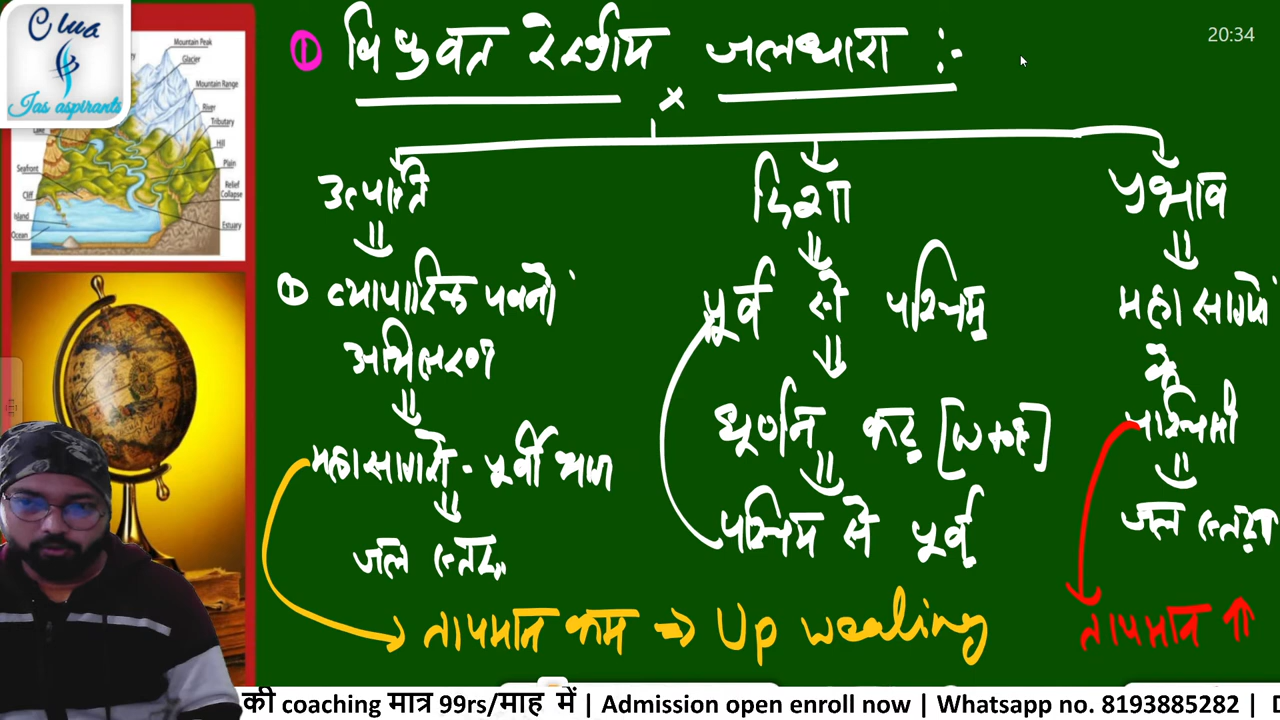 Clua
Ias aspirants
20:34
Mountain Peak
Glacier
Mountain Range
River
Tributary
Lake
Hill
Plain
Seafront
Relief
Collapse
Cliff
Island
Estuary
Ocean
① विषुवत रेखीय जलधारा :-
उत्पत्ति
दिशा
प्रभाव
① व्यापारिक पवनों
अभिसरण
महासागरों - पूर्वी भाग
जल स्तर
पूर्व से पश्चिम
घूर्णन कर [W to E]
पश्चिम से पूर्व
महासागरों
के
पश्चिमी
जल स्तर
तापमान कम ⇒ Up wealing
तापमान ↑
की coaching मात्र 99rs/माह में | Admission open enroll now | Whatsapp no. 8193885282 | D